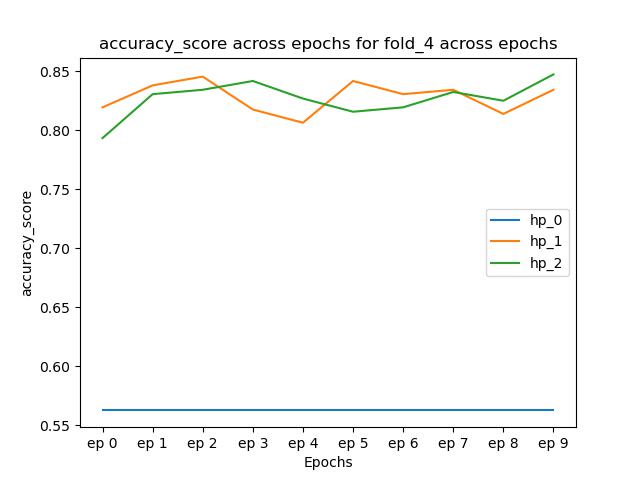 accuracy_score across epochs for fold_4 across epochs
accuracy_score
0.85
0.80
0.75
0.70
0.65
0.60
0.55
hp_0
hp_1
hp_2
ep 0 ep 1 ep 2 ep 3 ep 4 ep 5 ep 6 ep 7 ep 8 ep 9
Epochs